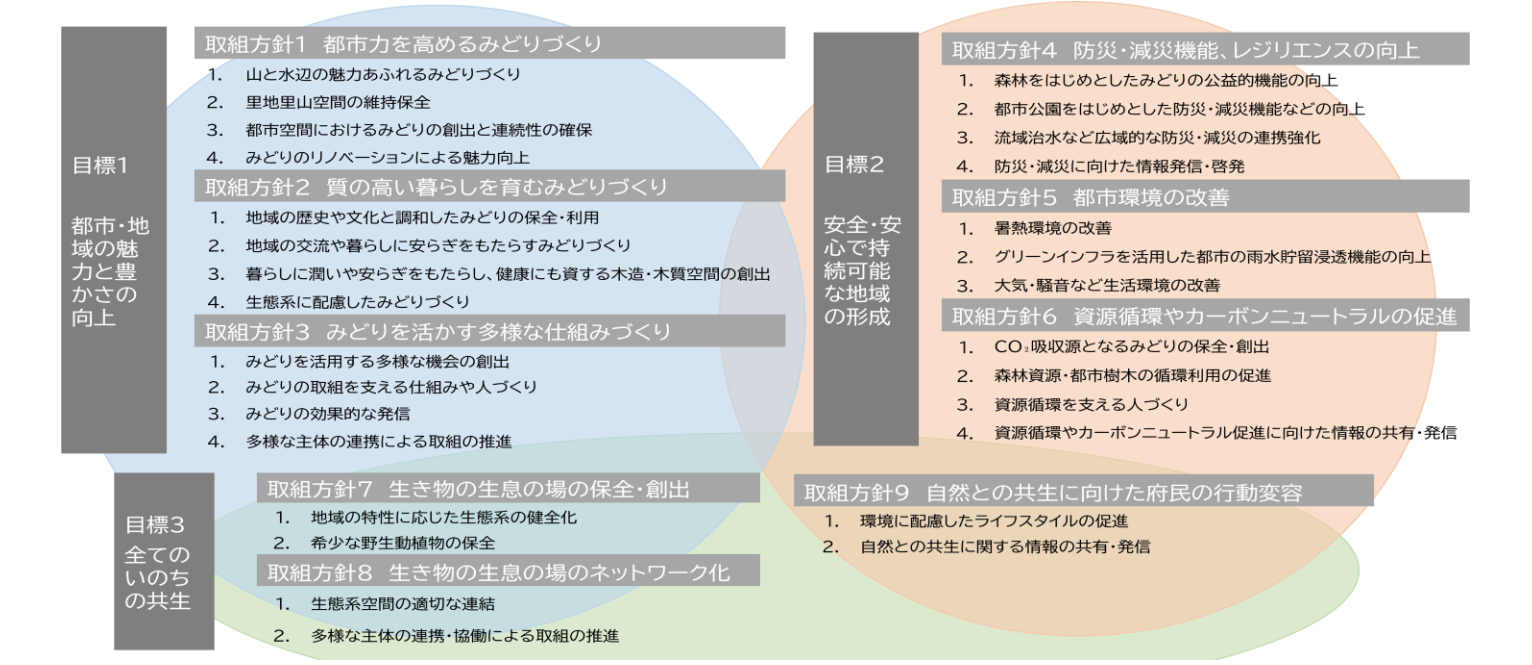 目標1
都市・地
域の魅
力と豊
かさの
向上
取組方針1 都市力を高めるみどりづくり
1. 山と水辺の魅力あふれるみどりづくり
2. 里地里山空間の維持保全
3. 都市空間におけるみどりの創出と連続性の確保
4. みどりのリノベーションによる魅力向上
取組方針2 質の高い暮らしを育むみどりづくり
1. 地域の歴史や文化と調和したみどりの保全・利用
2. 地域の交流や暮らしに安らぎをもたらすみどりづくり
3. 暮らしに潤いや安らぎをもたらし、健康にも資する木造・木質空間の創出
4. 生態系に配慮したみどりづくり
取組方針3 みどりを活かす多様な仕組みづくり
1. みどりを活用する多様な機会の創出
2. みどりの取組を支える仕組みや人づくり
3. みどりの効果的な発信
4. 多様な主体の連携による取組の推進
目標2
安全・安
心で持
続可能
な地域
の形成
取組方針4 防災・減災機能、レジリエンスの向上
1. 森林をはじめとしたみどりの公益的機能の向上
2. 都市公園をはじめとした防災・減災機能などの向上
3. 流域治水など広域的な防災・減災の連携強化
4. 防災・減災に向けた情報発信・啓発
取組方針5 都市環境の改善
1. 暑熱環境の改善
2. グリーンインフラを活用した都市の雨水貯留浸透機能の向上
3. 大気・騒音など生活環境の改善
取組方針6 資源循環やカーボンニュートラルの促進
1. CO₂吸収源となるみどりの保全・創出
2. 森林資源・都市樹木の循環利用の促進
3. 資源循環を支える人づくり
4. 資源循環やカーボンニュートラル促進に向けた情報の共有・発信
目標3
全ての
いのち
の共生
取組方針7 生き物の生息の場の保全・創出
1. 地域の特性に応じた生態系の健全化
2. 希少な野生動植物の保全
取組方針8 生き物の生息の場のネットワーク化
1. 生態系空間の適切な連結
2. 多様な主体の連携・協働による取組の推進
取組方針9 自然との共生に向けた府民の行動変容
1. 環境に配慮したライフスタイルの促進
2. 自然との共生に関する情報の共有・発信